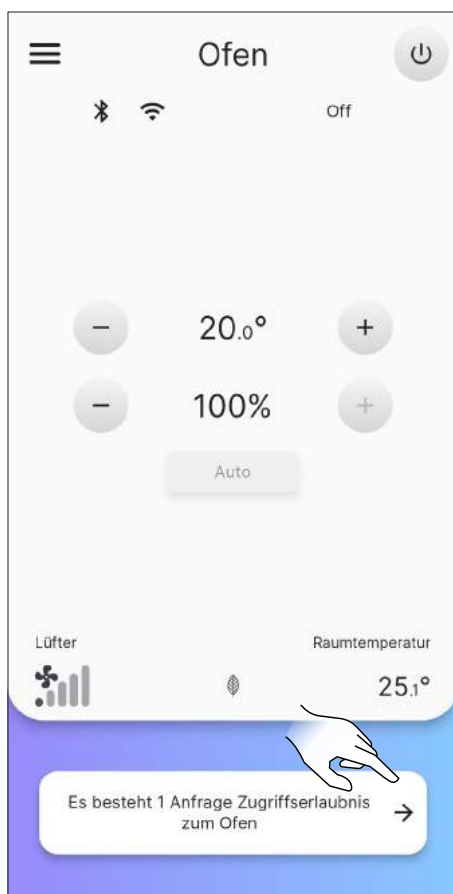 Ofen
Off
− 20.0° +
− 100% +
Auto
Lüfter
Raumtemperatur
25.1°
Es besteht 1 Anfrage Zugriffserlaubnis
zum Ofen